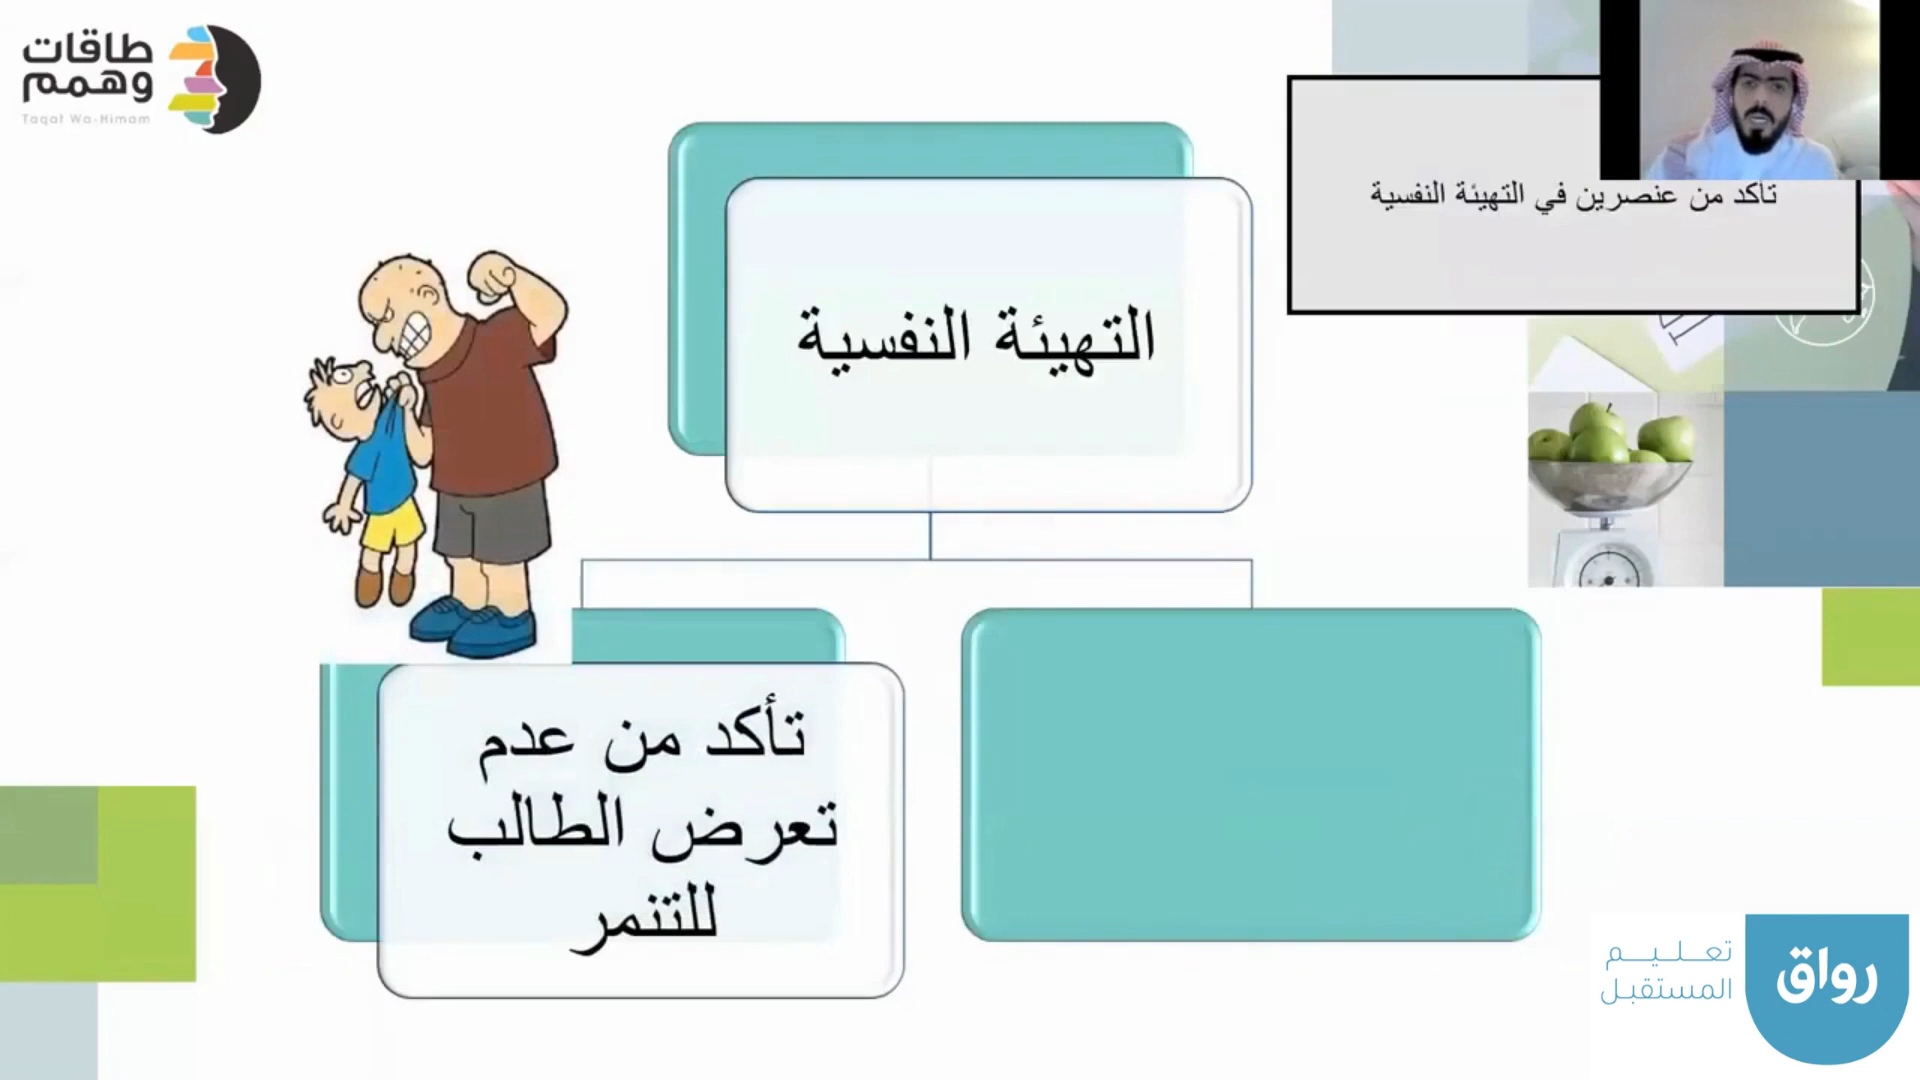 طاقات
وهمم
Taqat Wa-Himam
تأكد من عنصرين في التهيئة النفسية
التهيئة النفسية
تأكد من عدم
تعرض الطالب
للتنمر
تعليم
المستقبل
رواق